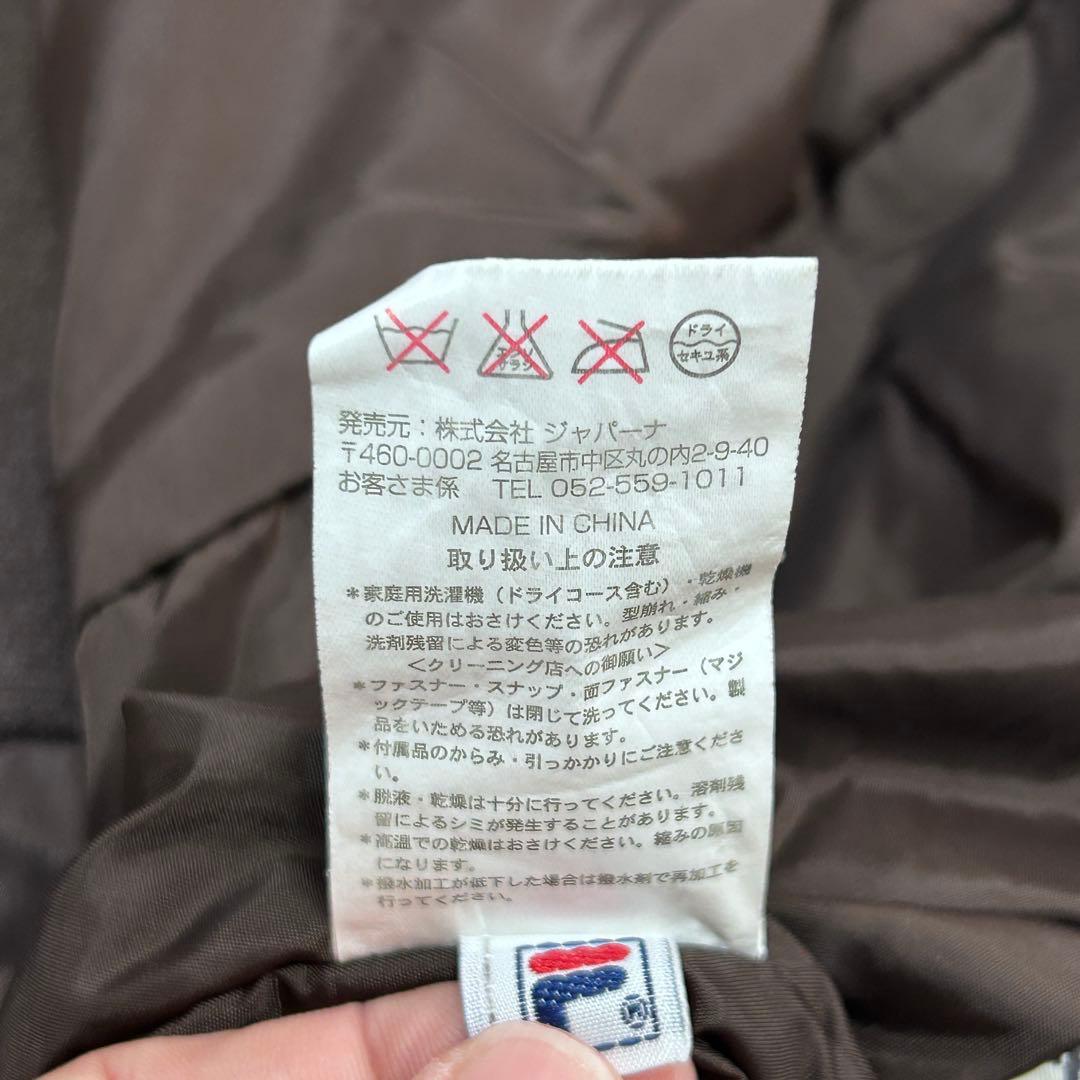 エンソ
サラシ
ドライ
セキユ系
発売元：株式会社 ジャパーナ
〒460-0002 名古屋市中区丸の内2-9-40
お客さま係 TEL 052-559-1011
MADE IN CHINA
取り扱い上の注意
＊家庭用洗濯機（ドライコース含む）・乾燥機
のご使用はおさけください。型崩れ・縮み・
洗剤残留による変色等の恐れがあります。
＜クリーニング店への御願い＞
＊ファスナー・スナップ・面ファスナー（マジ
ックテープ等）は閉じて洗ってください。製
品をいためる恐れがあります。
＊付属品のからみ・引っかかりにご注意くださ
い。
＊脱液・乾燥は十分に行ってください。溶剤残
留によるシミが発生することがあります。
＊高温での乾燥はおさけください。縮みの原因
になります。
＊撥水加工が低下した場合は撥水剤で再加工を
行ってください。
F
®